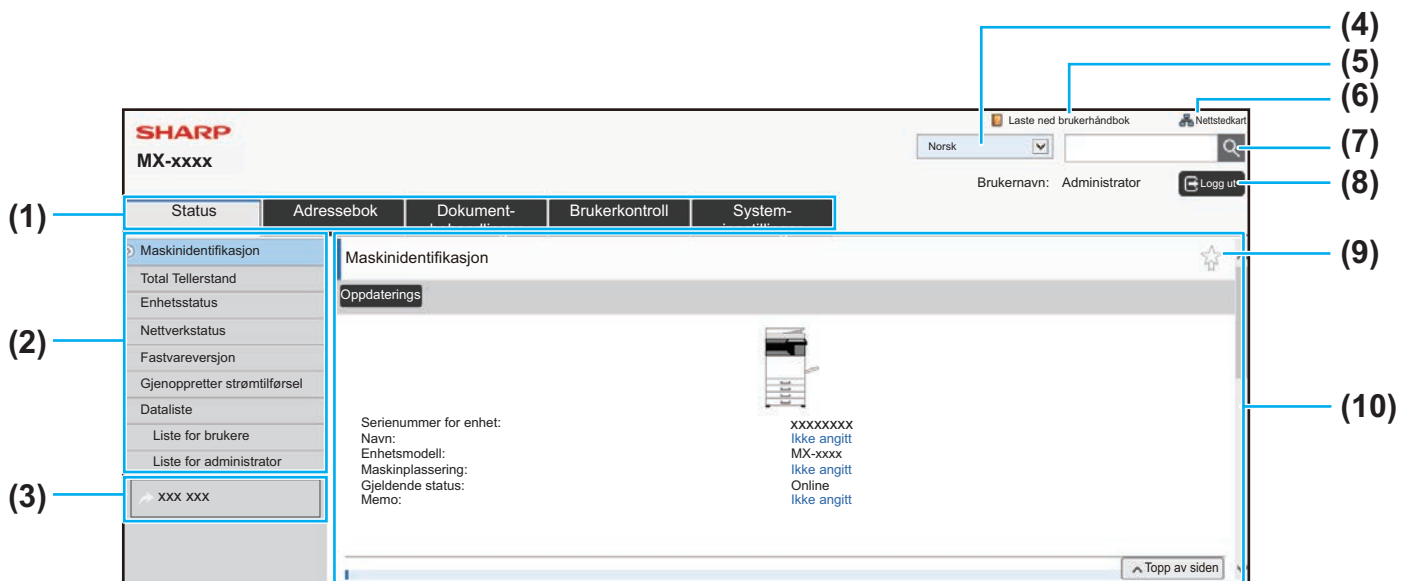 (4)
(5)
(6)
Laste ned brukerhåndbok Nettstedkart
SHARP
MX-xxxx
Norsk
(7)
Brukernavn: Administrator Logg ut
(8)
(1)
Status Adressebok Dokument- Brukerkontroll System-
(2)
Maskinidentifikasjon
Total Tellerstand
Enhetsstatus
Nettverkstatus
Fastvareversjon
Gjenoppretter strømtilførsel
Dataliste
Liste for brukere
Liste for administrator
(3)
xxx xxx
Maskinidentifikasjon
(9)
Oppdaterings
Serienummer for enhet: xxxxxxxx
Navn: Ikke angitt
Enhetsmodell: MX-xxxx
Maskinplassering: Ikke angitt
Gjeldende status: Online
Memo: Ikke angitt
(10)
Topp av siden